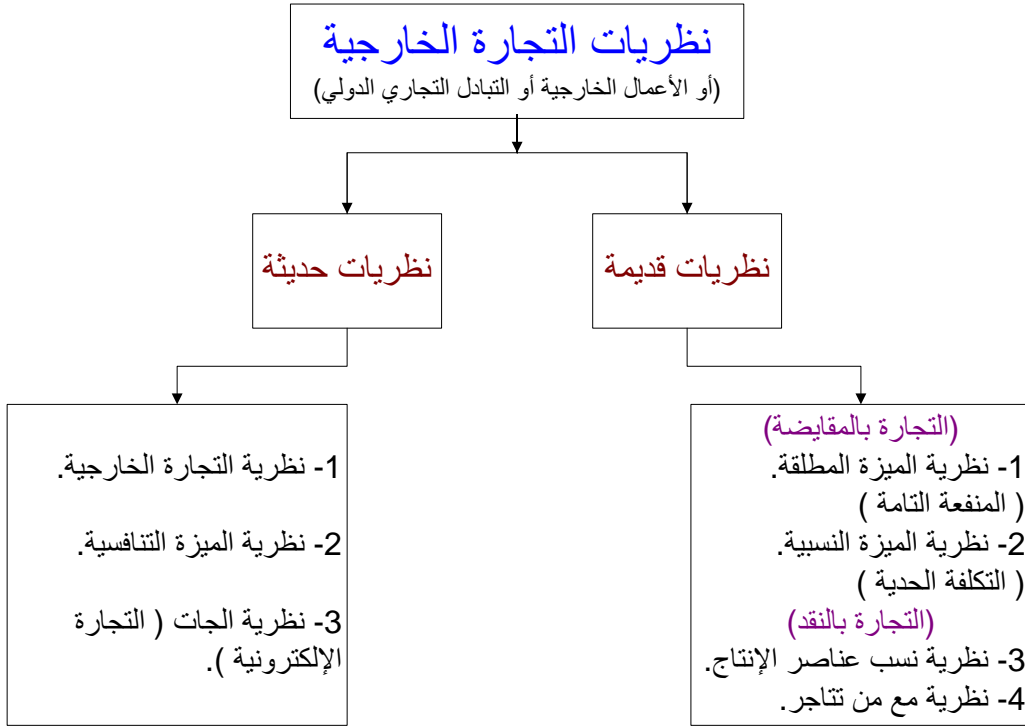 نظريات التجارة الخارجية
(أو الأعمال الخارجية أو التبادل التجاري الدولي)
نظريات قديمة
نظريات حديثة
(التجارة بالمقايضة)
1- نظرية الميزة المطلقة.
( المنفعة التامة )
2- نظرية الميزة النسبية.
( التكلفة الحدية )
(التجارة بالنقد)
3- نظرية نسب عناصر الإنتاج.
4- نظرية مع من تتاجر.
1- نظرية التجارة الخارجية.
2- نظرية الميزة التنافسية.
3- نظرية الجات ( التجارة
الإلكترونية ).